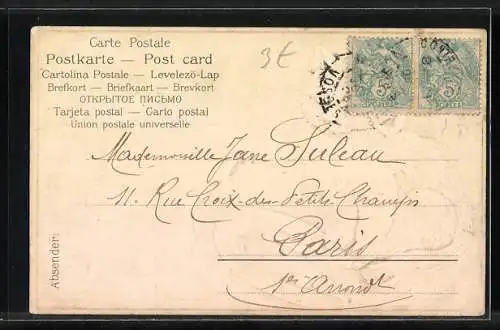 Carte Postale
Postkarte — Post card
Cartolina Postale — Levelezö-Lap
Brefkort — Briefkaart — Brevkort
ОТКРЫТОЕ ПИСЬМО
Tarjeta postal — Carto postal
Union postale universelle
3€
Mademoiselle Jane Suleau
11 Rue Croix-des-Petits-Champs
Paris
1er Arrondt
Absender: